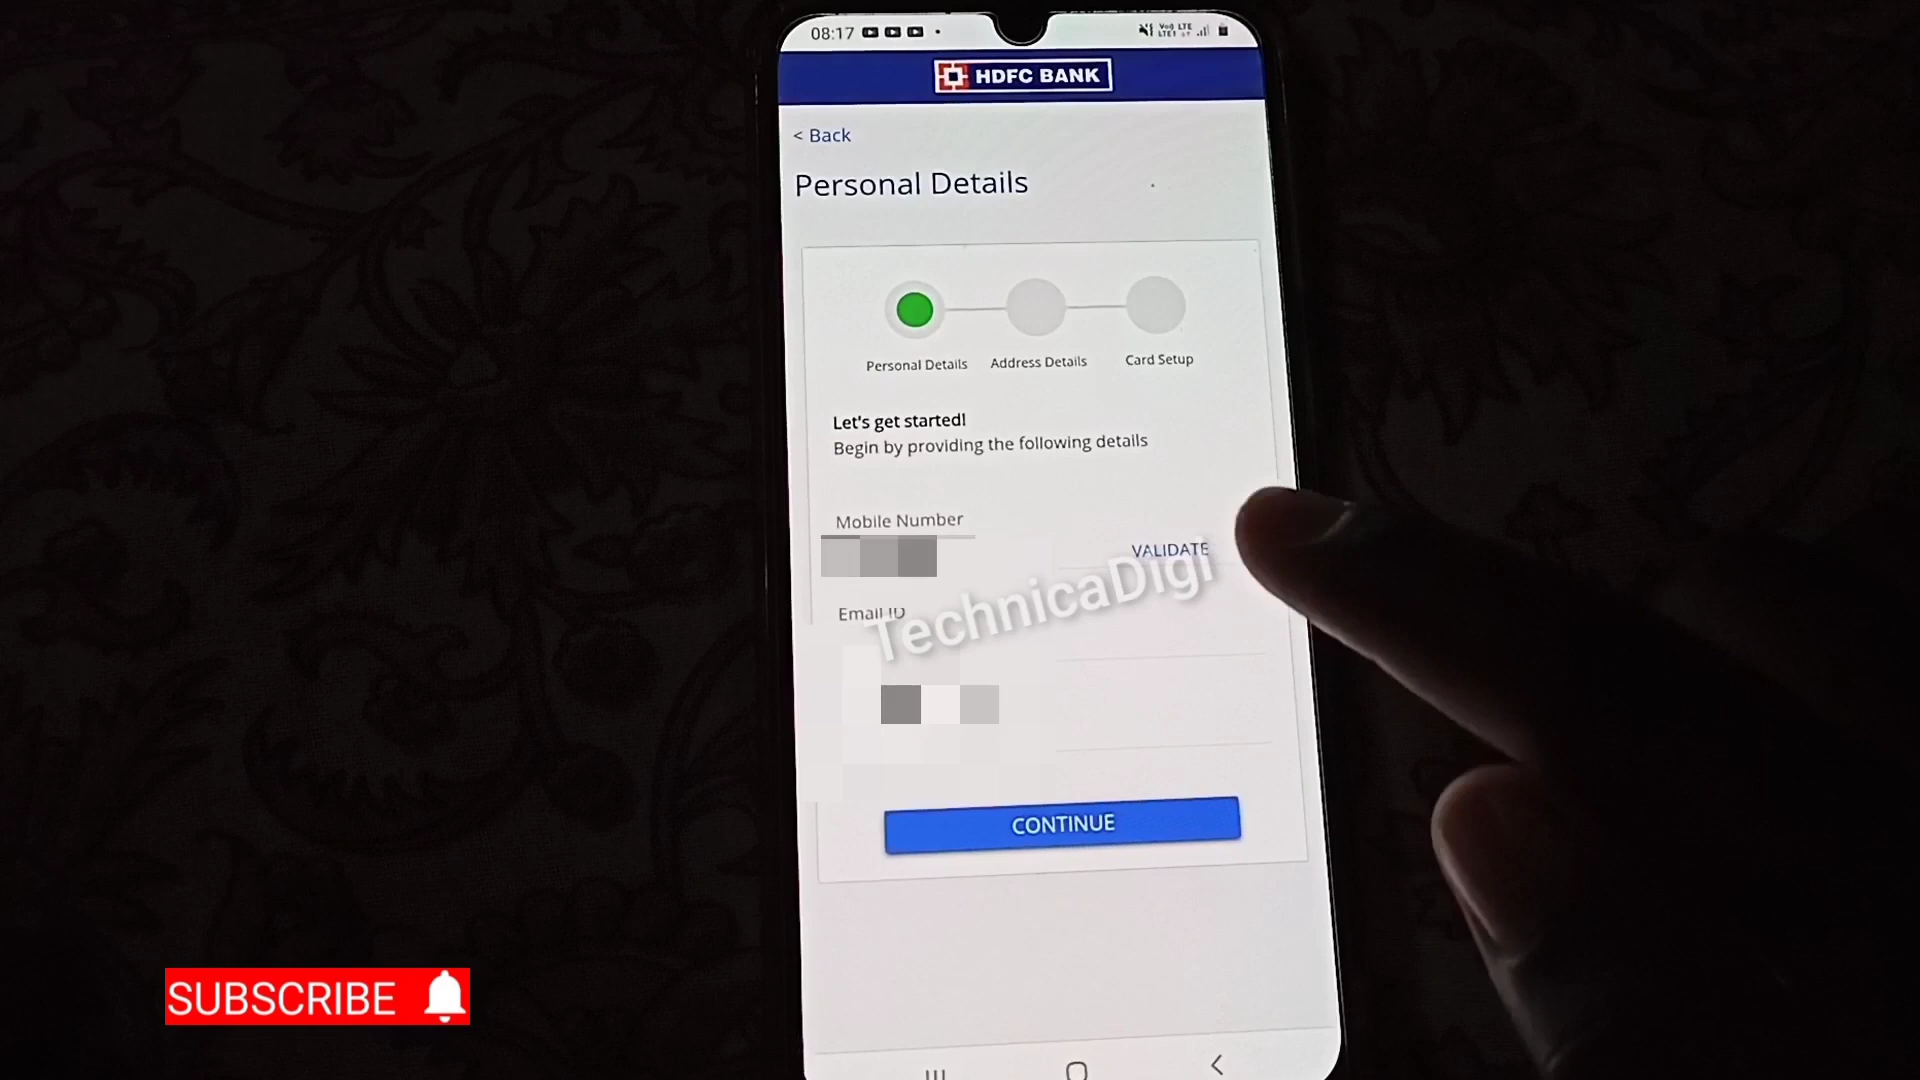 08:17
HDFC BANK
< Back
Personal Details
Personal Details
Address Details
Card Setup
Let's get started!
Begin by providing the following details
Mobile Number
VALIDATE
TechnicaDigi
Email ID
CONTINUE
SUBSCRIBE